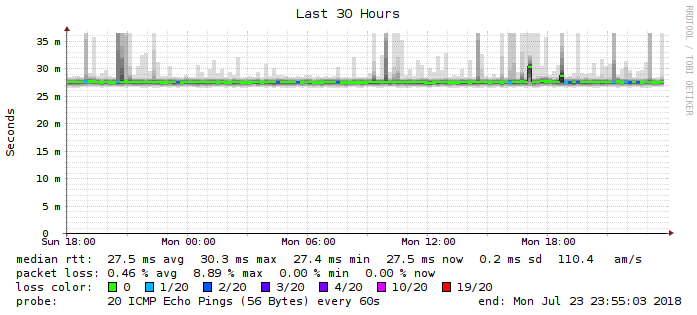 Last 30 Hours
RRDTOOL / TOBI OETIKER
Seconds
35 m
30 m
25 m
20 m
15 m
10 m
5 m
0
Sun 18:00 Mon 00:00 Mon 06:00 Mon 12:00 Mon 18:00
median rtt: 27.5 ms avg 30.3 ms max 27.4 ms min 27.5 ms now 0.2 ms sd 110.4 am/s
packet loss: 0.46 % avg 8.89 % max 0.00 % min 0.00 % now
loss color: 0 1/20 2/20 3/20 4/20 10/20 19/20
probe: 20 ICMP Echo Pings (56 Bytes) every 60s end: Mon Jul 23 23:55:03 2018